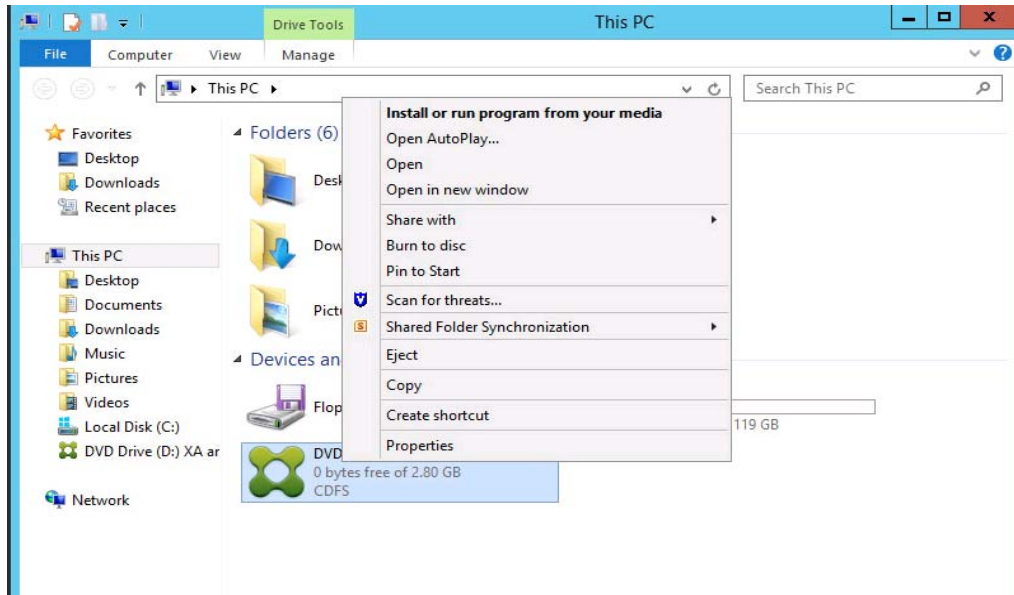 Drive Tools
This PC
File
Computer
View
Manage
This PC
Search This PC
Favorites
Desktop
Downloads
Recent places
This PC
Desktop
Documents
Downloads
Music
Pictures
Videos
Local Disk (C:)
DVD Drive (D:) XA ar
Network
Folders (6)
Desk
Dow
Pict
Devices an
Flop
119 GB
DVD
0 bytes free of 2.80 GB
CDFS
Install or run program from your media
Open AutoPlay...
Open
Open in new window
Share with
Burn to disc
Pin to Start
Scan for threats...
Shared Folder Synchronization
Eject
Copy
Create shortcut
Properties